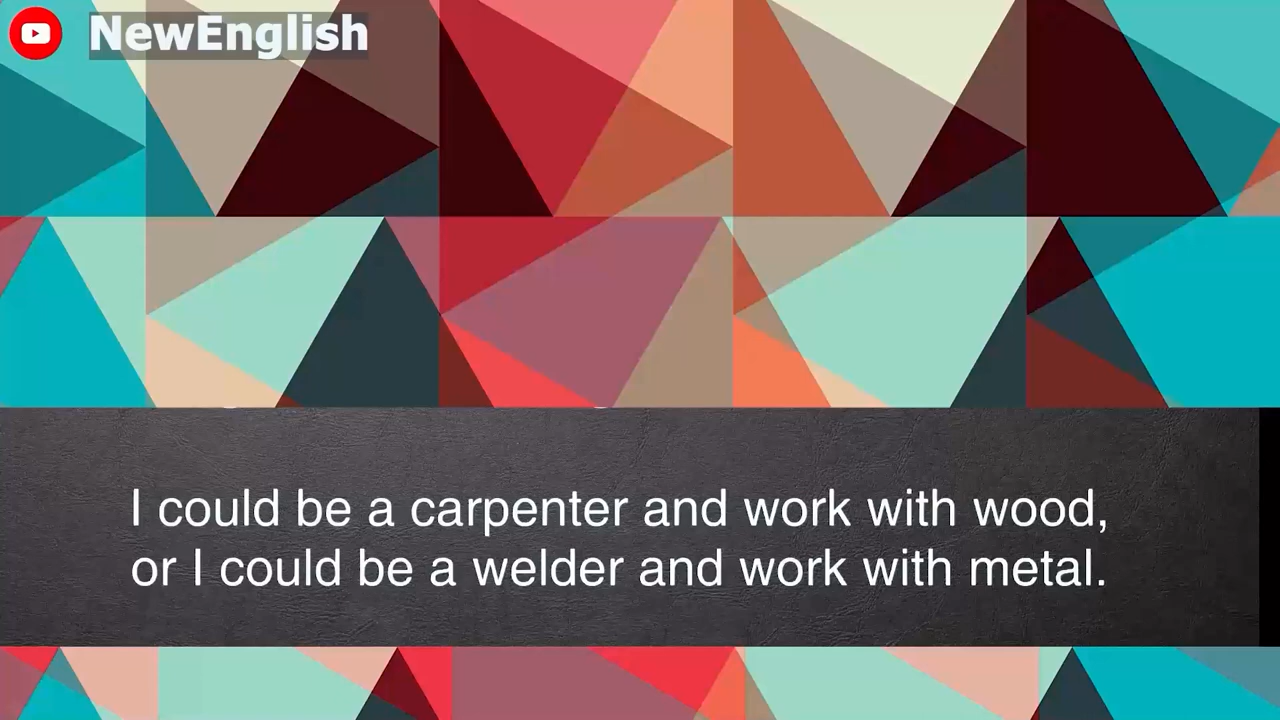 NewEnglish
I could be a carpenter and work with wood,
or I could be a welder and work with metal.